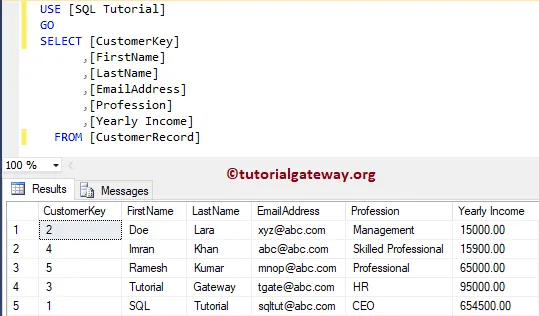 USE [SQL Tutorial]
GO
SELECT [CustomerKey]
,[FirstName]
,[LastName]
,[EmailAddress]
,[Profession]
,[Yearly Income]
FROM [CustomerRecord]
100 %
©tutorialgateway.org
Results Messages
CustomerKey FirstName LastName EmailAddress Profession Yearly Income
1 2 Doe Lara xyz@abc.com Management 15000.00
2 4 Imran Khan abc@abc.com Skilled Professional 15900.00
3 5 Ramesh Kumar mnop@abc.com Professional 65000.00
4 3 Tutorial Gateway tgate@abc.com HR 95000.00
5 1 SQL Tutorial sqltut@abc.com CEO 654500.00